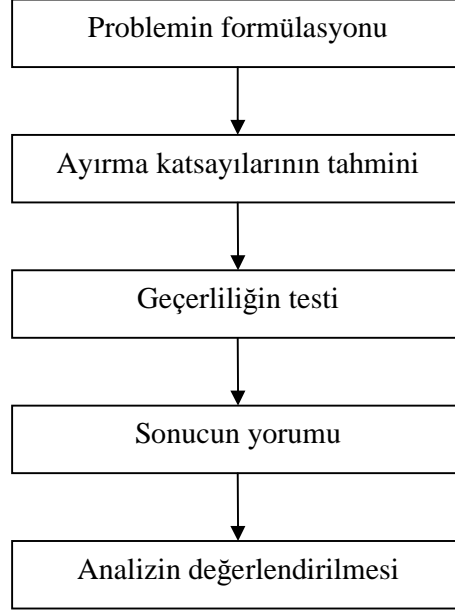 Problemin formülasyonu
Ayırma katsayılarının tahmini
Geçerliliğin testi
Sonucun yorumu
Analizin değerlendirilmesi